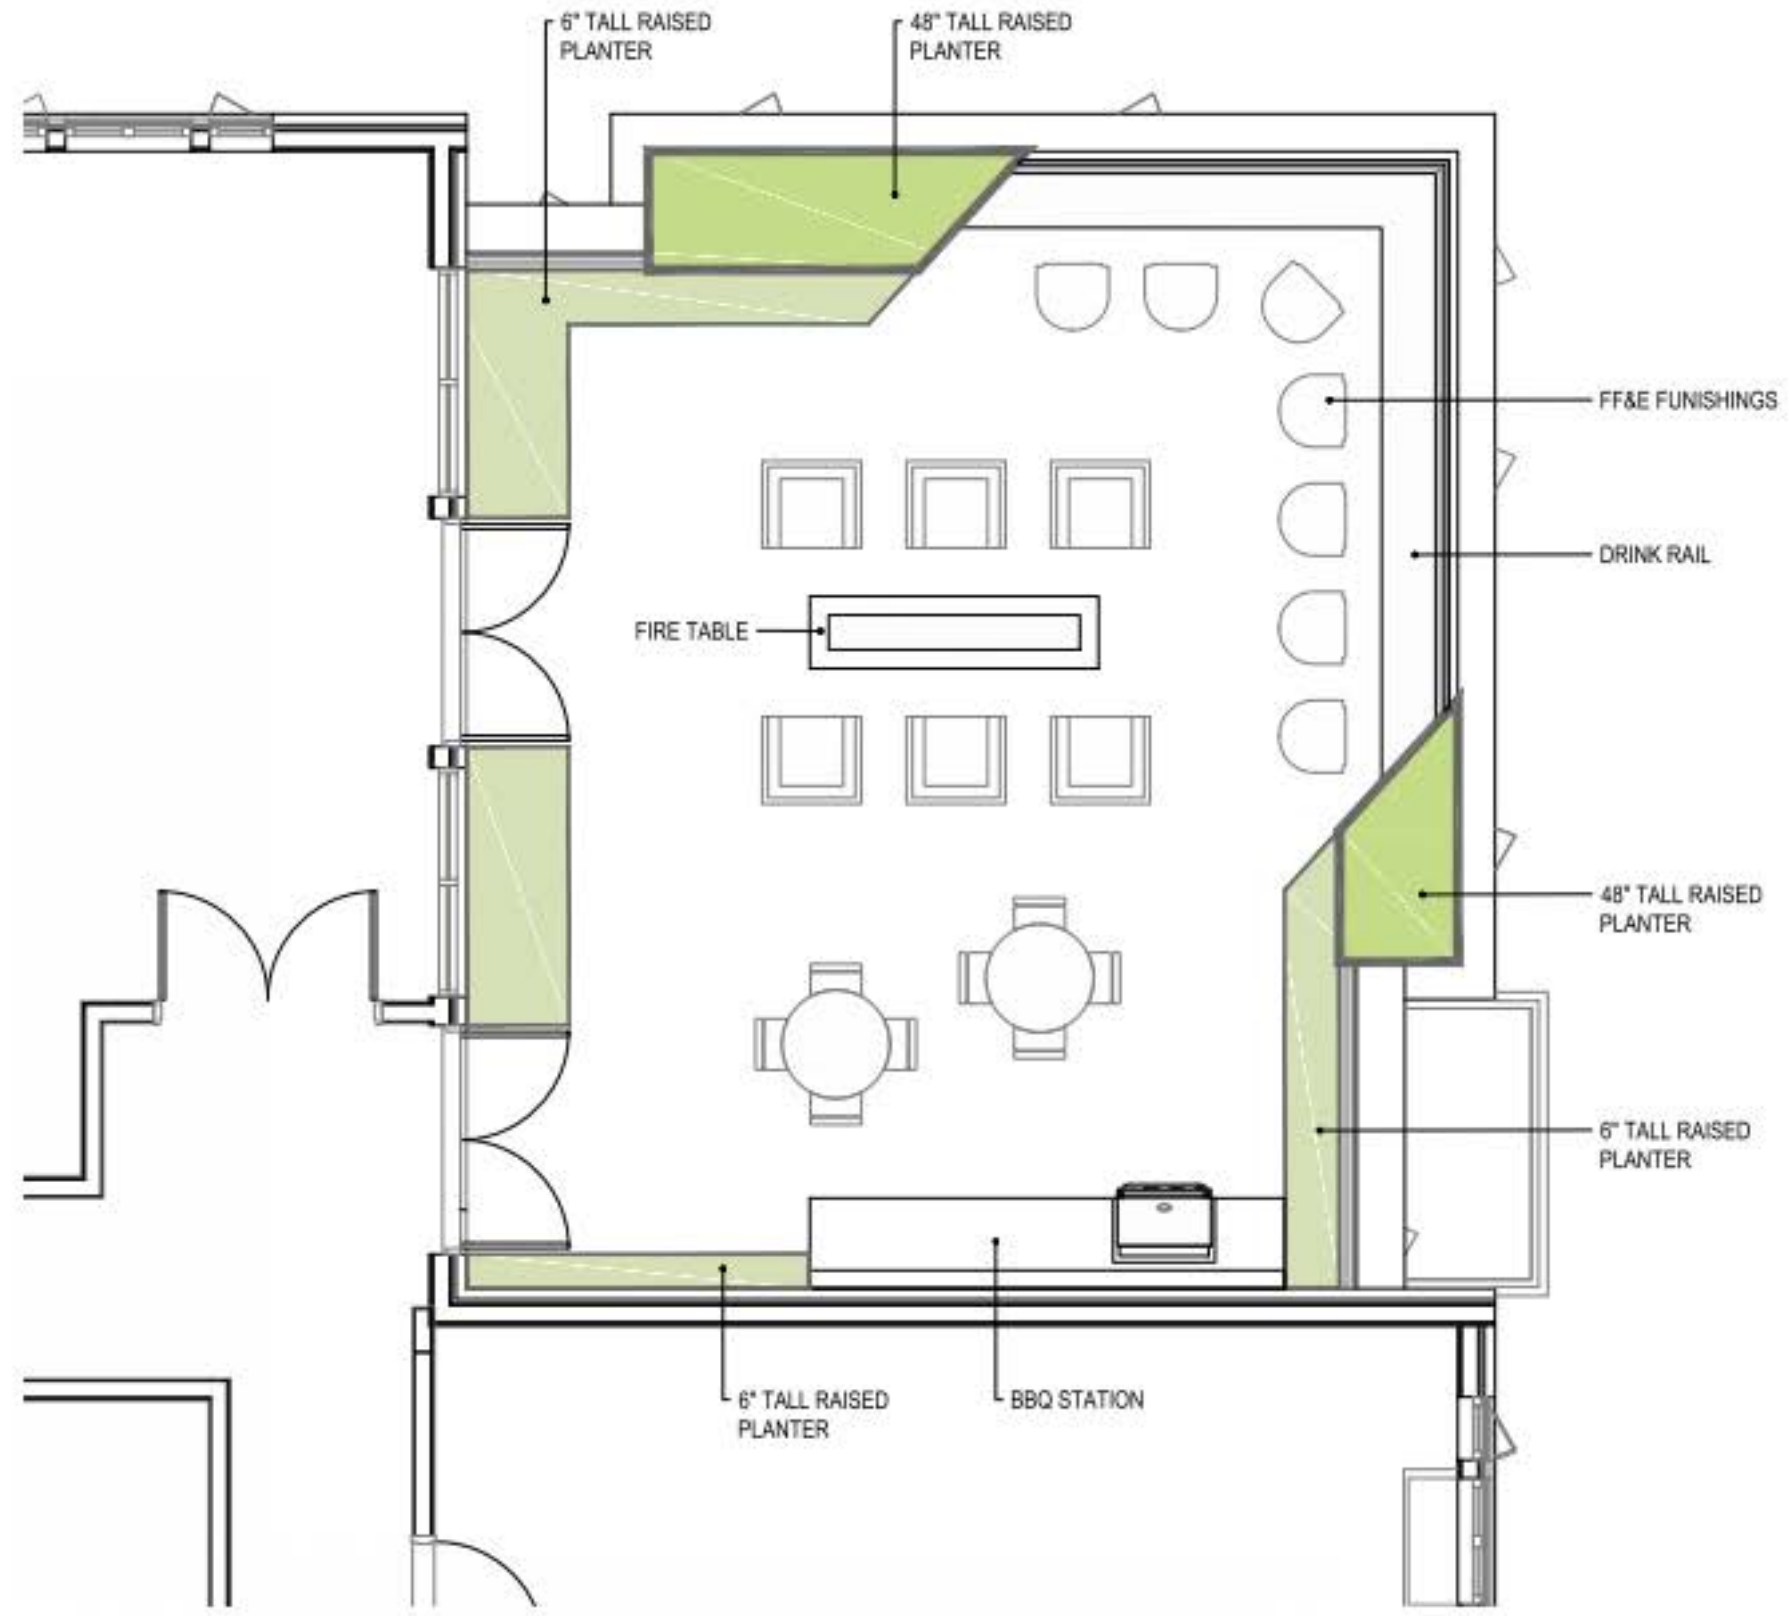 6" TALL RAISED
PLANTER
48" TALL RAISED
PLANTER
FF&E FUNISHINGS
DRINK RAIL
FIRE TABLE
48" TALL RAISED
PLANTER
6" TALL RAISED
PLANTER
6" TALL RAISED
PLANTER
BBQ STATION